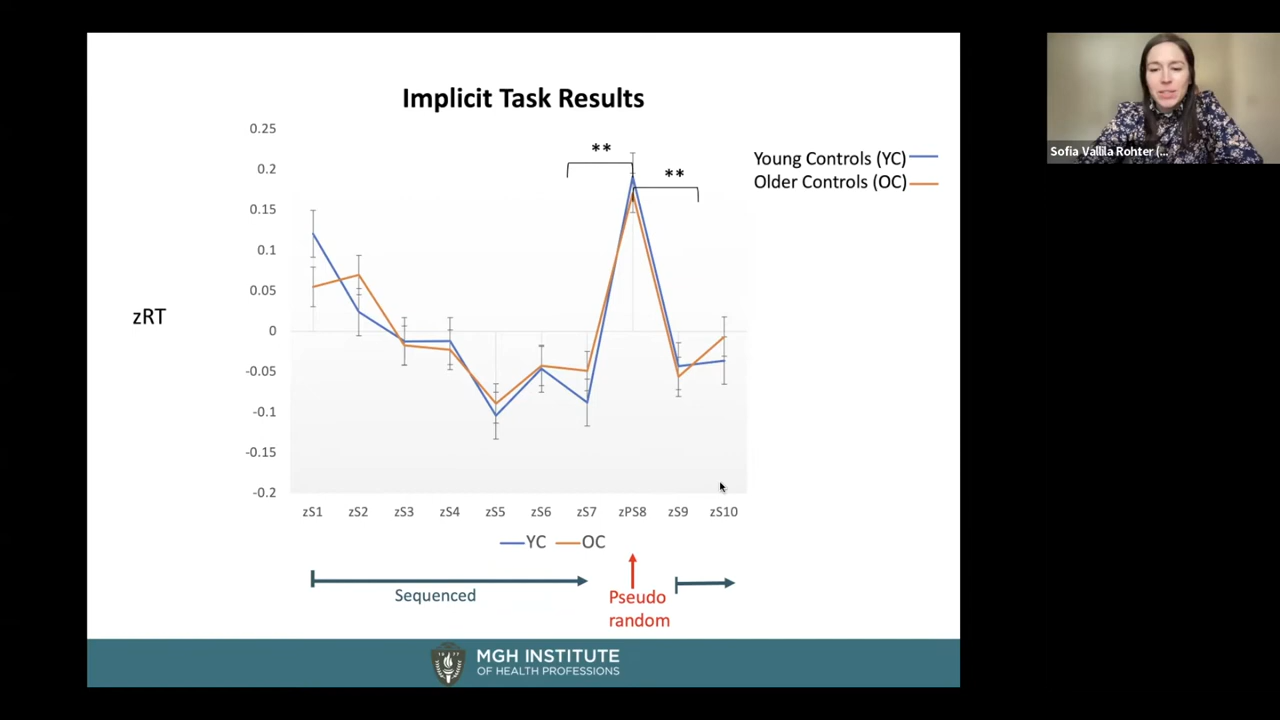 Implicit Task Results
0.25
0.2
0.15
0.1
0.05
0
-0.05
-0.1
-0.15
-0.2
zRT
**
**
Young Controls (YC)
Older Controls (OC)
zS1 zS2 zS3 zS4 zS5 zS6 zS7 zPS8 zS9 zS10
YC OC
Sequenced
Pseudo
random
MGH INSTITUTE
OF HEALTH PROFESSIONS
Sofia Vallila Rohter (...